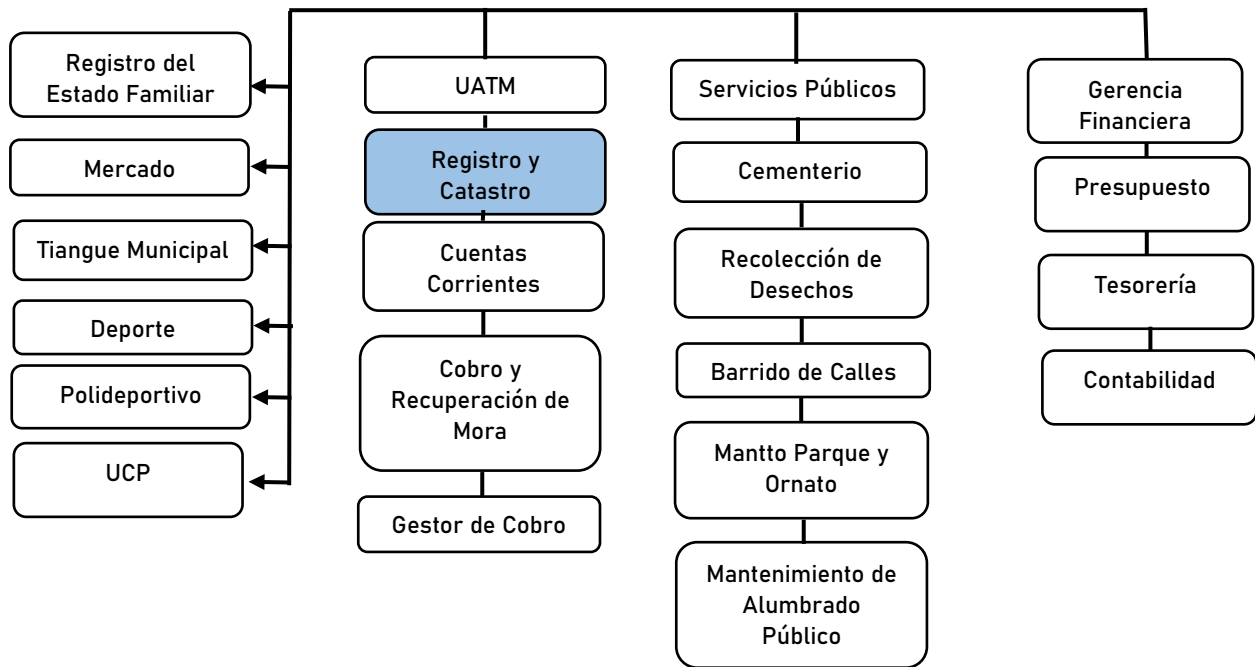 Registro del
Estado Familiar
Mercado
Tiangue Municipal
Deporte
Polideportivo
UCP
UATM
Registro y
Catastro
Cuentas
Corrientes
Cobro y
Recuperación de
Mora
Gestor de Cobro
Servicios Públicos
Cementerio
Recolección de
Desechos
Barrido de Calles
Mantto Parque y
Ornato
Mantenimiento de
Alumbrado
Público
Gerencia
Financiera
Presupuesto
Tesorería
Contabilidad